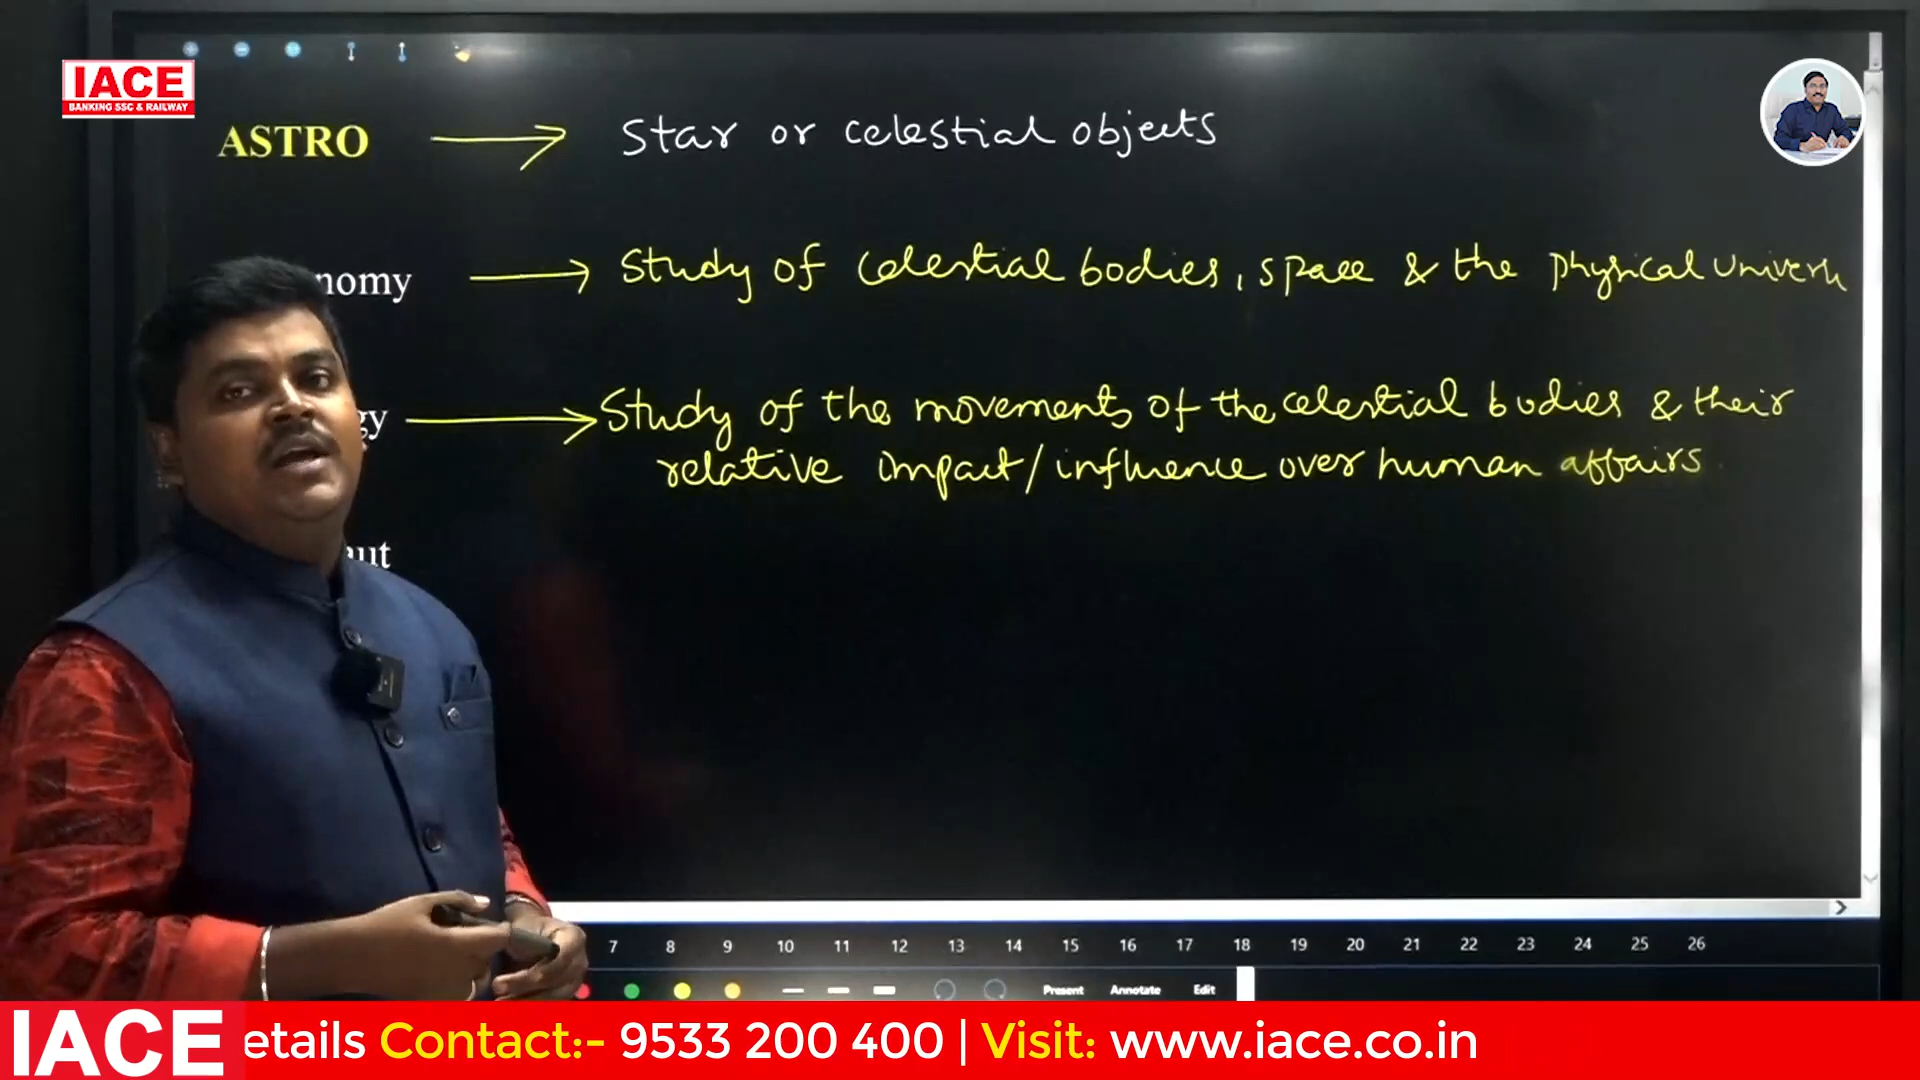 IACE
BANKING SSC & RAILWAY
ASTRO → Star or celestial objects
nomy → Study of celestial bodies, space & the physical univers
gy → Study of the movements of the celestial bodies & their
relative impact/influence over human affairs
aut
7 8 9 10 11 12 13 14 15 16 17 18 19 20 21 22 23 24 25 26
Present Annotate Edit
IACE etails Contact:- 9533 200 400 | Visit: www.iace.co.in